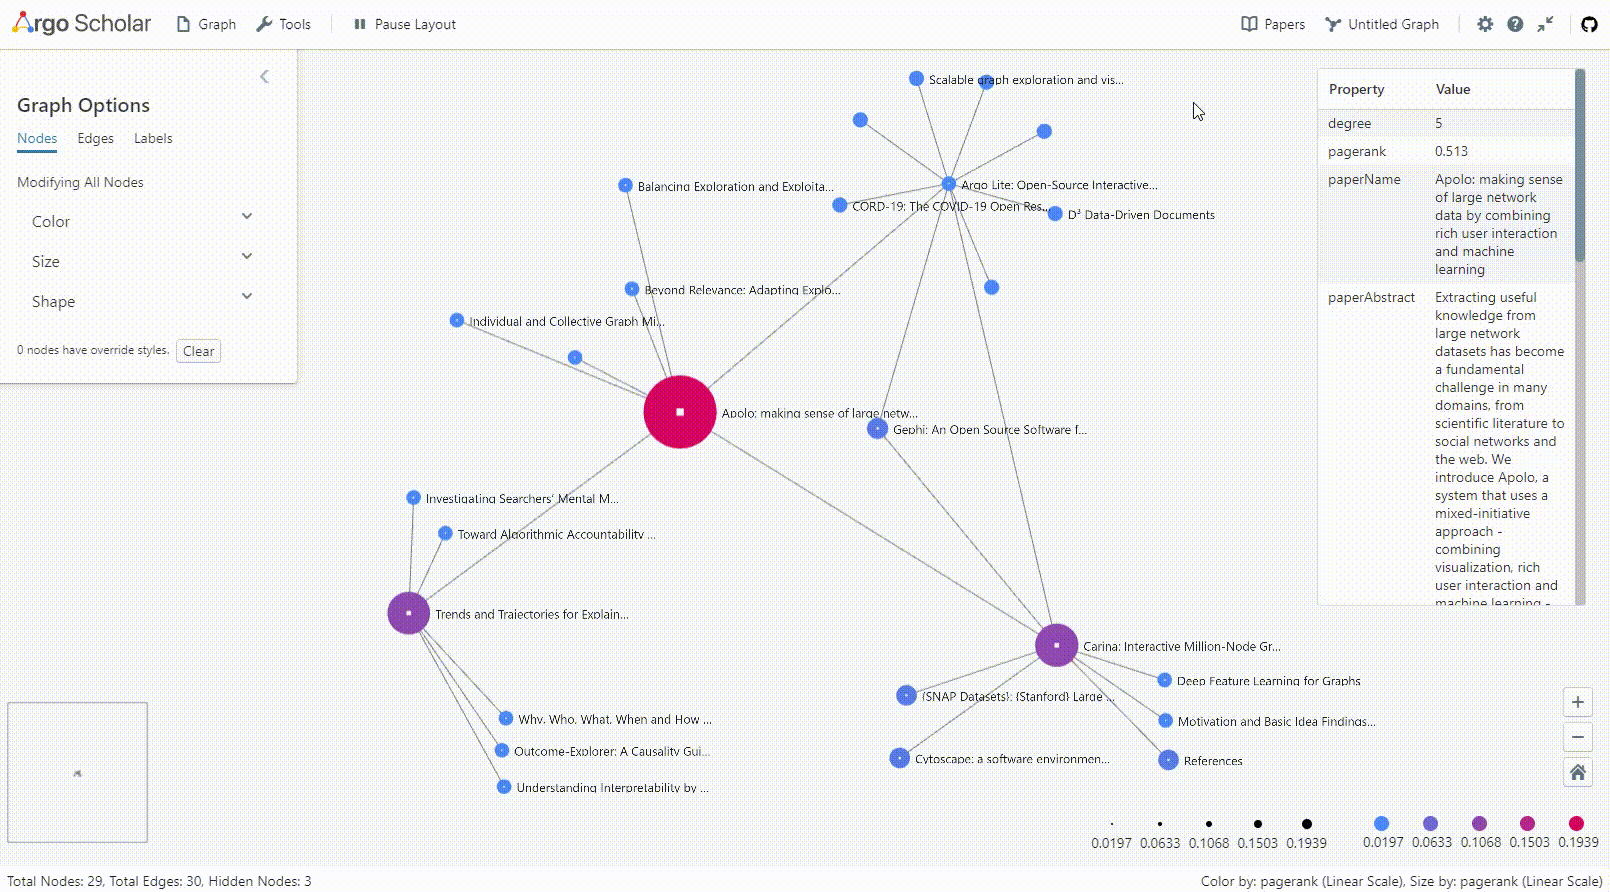 Argo Scholar
Graph
Tools
Pause Layout
Papers
Untitled Graph
Graph Options
Nodes
Edges
Labels
Modifying All Nodes
Color
Size
Shape
0 nodes have override styles.
Clear
Scalable graph exploration and vis...
Balancing Exploration and Exploita...
Argo Lite: Open-Source Interactive...
CORD-19: The COVID-19 Open Res...
D³ Data-Driven Documents
Beyond Relevance: Adapting Explo...
Individual and Collective Graph Mi...
Apolo: making sense of large netw...
Gephi: An Open Source Software f...
Investigating Searchers' Mental M...
Toward Algorithmic Accountability ...
Trends and Trajectories for Explain...
Carina: Interactive Million-Node Gr...
Deep Feature Learning for Graphs
{SNAP Datasets}: {Stanford} Large ...
Motivation and Basic Idea Findings...
Why, Who, What, When and How ...
Outcome-Explorer: A Causality Gui...
Cytoscape: a software environmen...
References
Understanding Interpretability by ...
Property Value
degree 5
pagerank 0.513
paperName Apolo: making sense
of large network
data by combining
rich user interaction
and machine
learning
paperAbstract Extracting useful
knowledge from
large network
datasets has become
a fundamental
challenge in many
domains, from
scientific literature to
social networks and
the web. We
introduce Apolo, a
system that uses a
mixed-initiative
approach -
combining
visualization, rich
user interaction and
machine learning -
0.0197 0.0633 0.1068 0.1503 0.1939
0.0197 0.0633 0.1068 0.1503 0.1939
Total Nodes: 29, Total Edges: 30, Hidden Nodes: 3
Color by: pagerank (Linear Scale), Size by: pagerank (Linear Scale)